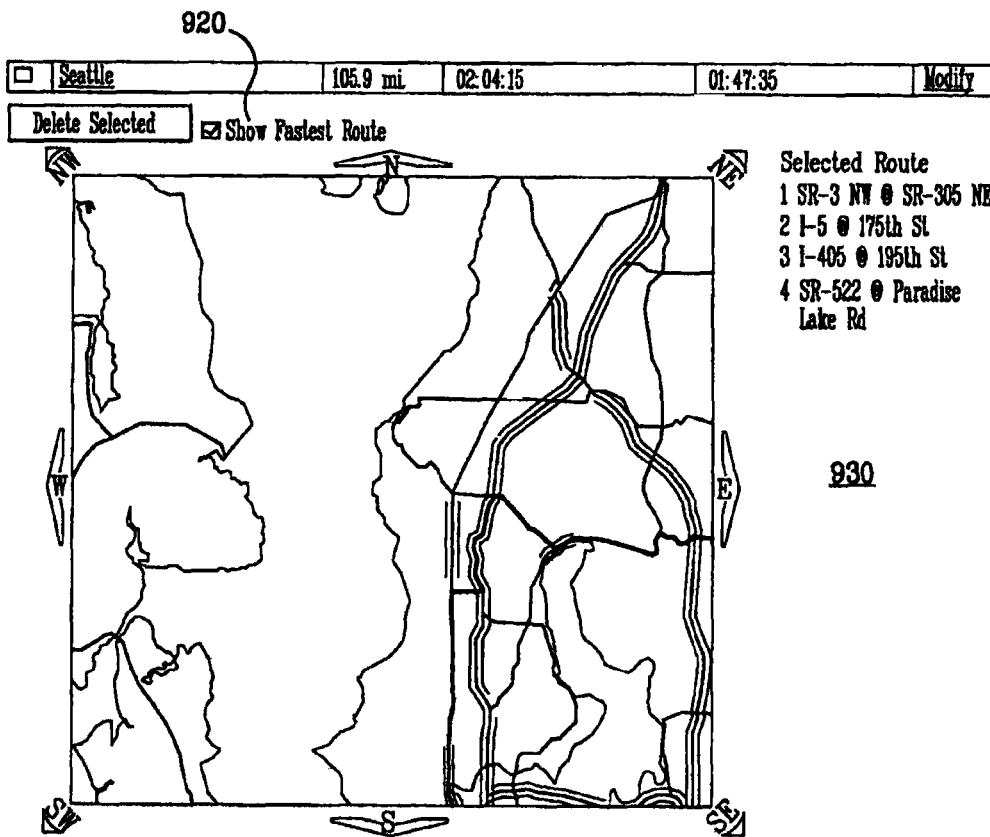 920
Seattle 105.9 mi. 02:04:15 01:47:35 Modify
Delete Selected Show Fastest Route
NW N NE
Selected Route
1 SR-3 NW @ SR-305 NE
2 I-5 @ 175th St
3 I-405 @ 195th St
4 SR-522 @ Paradise
Lake Rd
W E
930
SW S SE